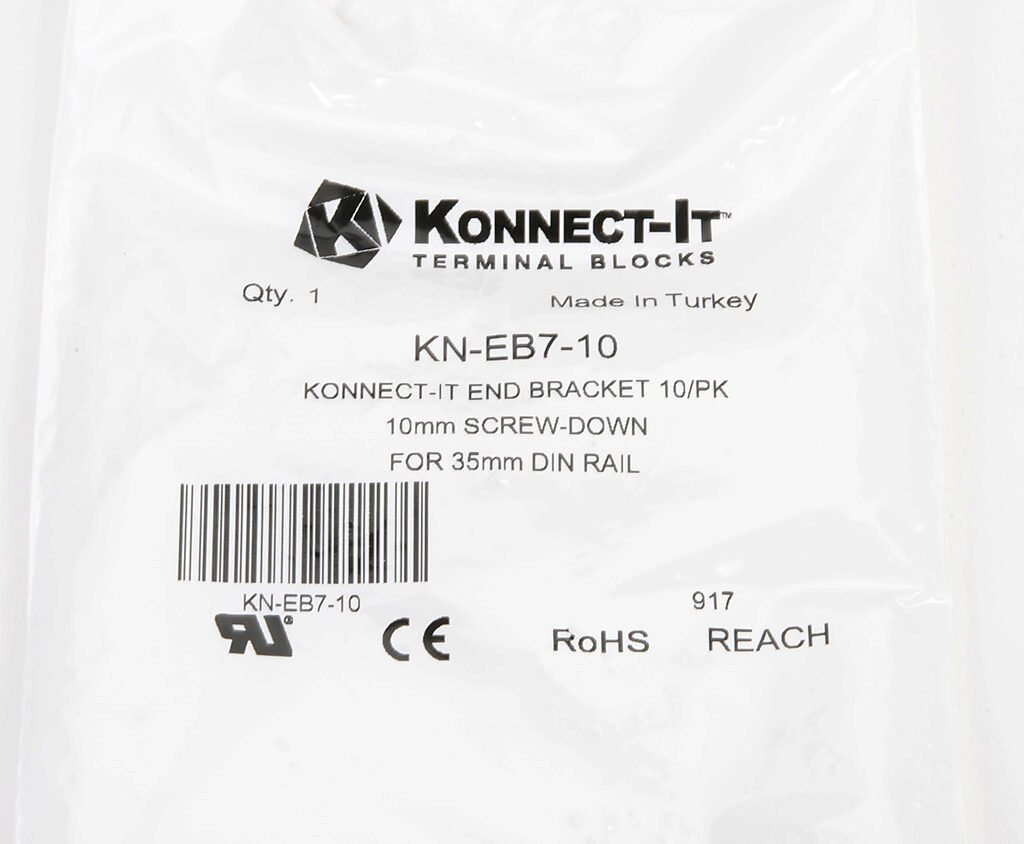 KONNECT-IT™
TERMINAL BLOCKS
Qty. 1 Made In Turkey
KN-EB7-10
KONNECT-IT END BRACKET 10/PK
10mm SCREW-DOWN
FOR 35mm DIN RAIL
KN-EB7-10
917
RU® CE RoHS REACH